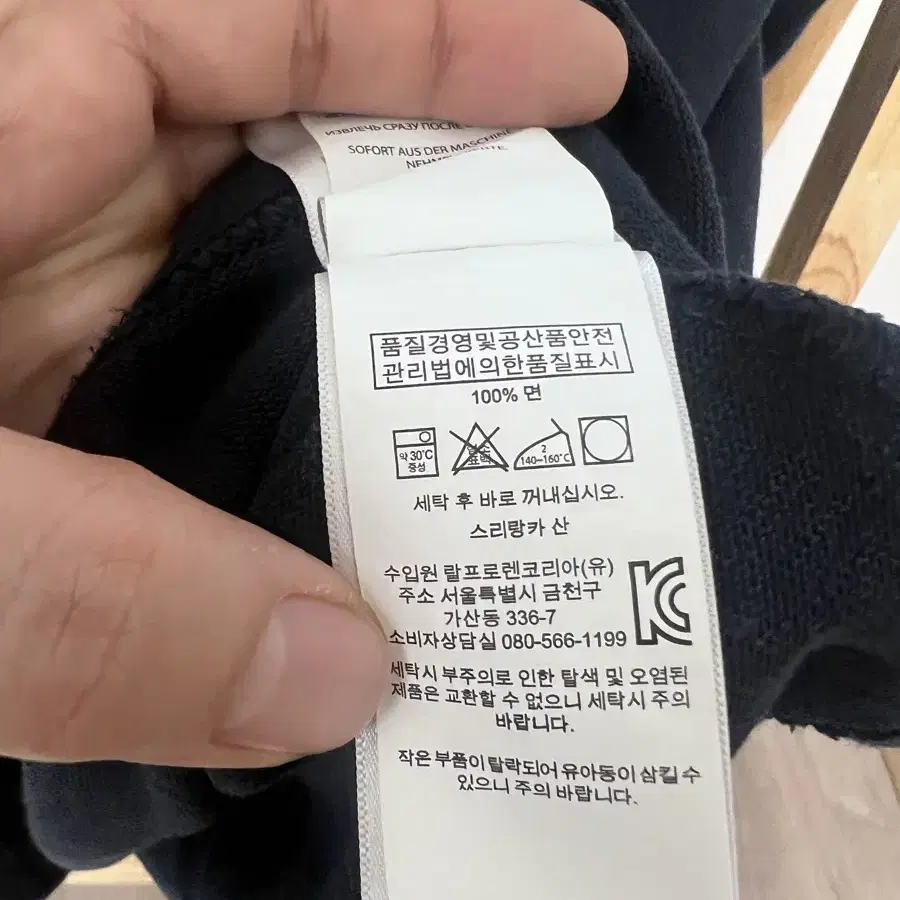 ИЗВЛЕЧЬ СРАЗУ ПОСЛЕ
SOFORT AUS DER MASCHINE
품질경영및공산품안전
관리법에의한품질표시
100% 면
약 30℃
중성
염소
표백
2
140~160℃
세탁 후 바로 꺼내십시오.
스리랑카 산
수입원 랄프로렌코리아(유)
주소 서울특별시 금천구
가산동 336-7
소비자상담실 080-566-1199
세탁시 부주의로 인한 탈색 및 오염된
제품은 교환할 수 없으니 세탁시 주의
바랍니다.
작은 부품이 탈락되어 유아동이 삼킬 수
있으니 주의 바랍니다.